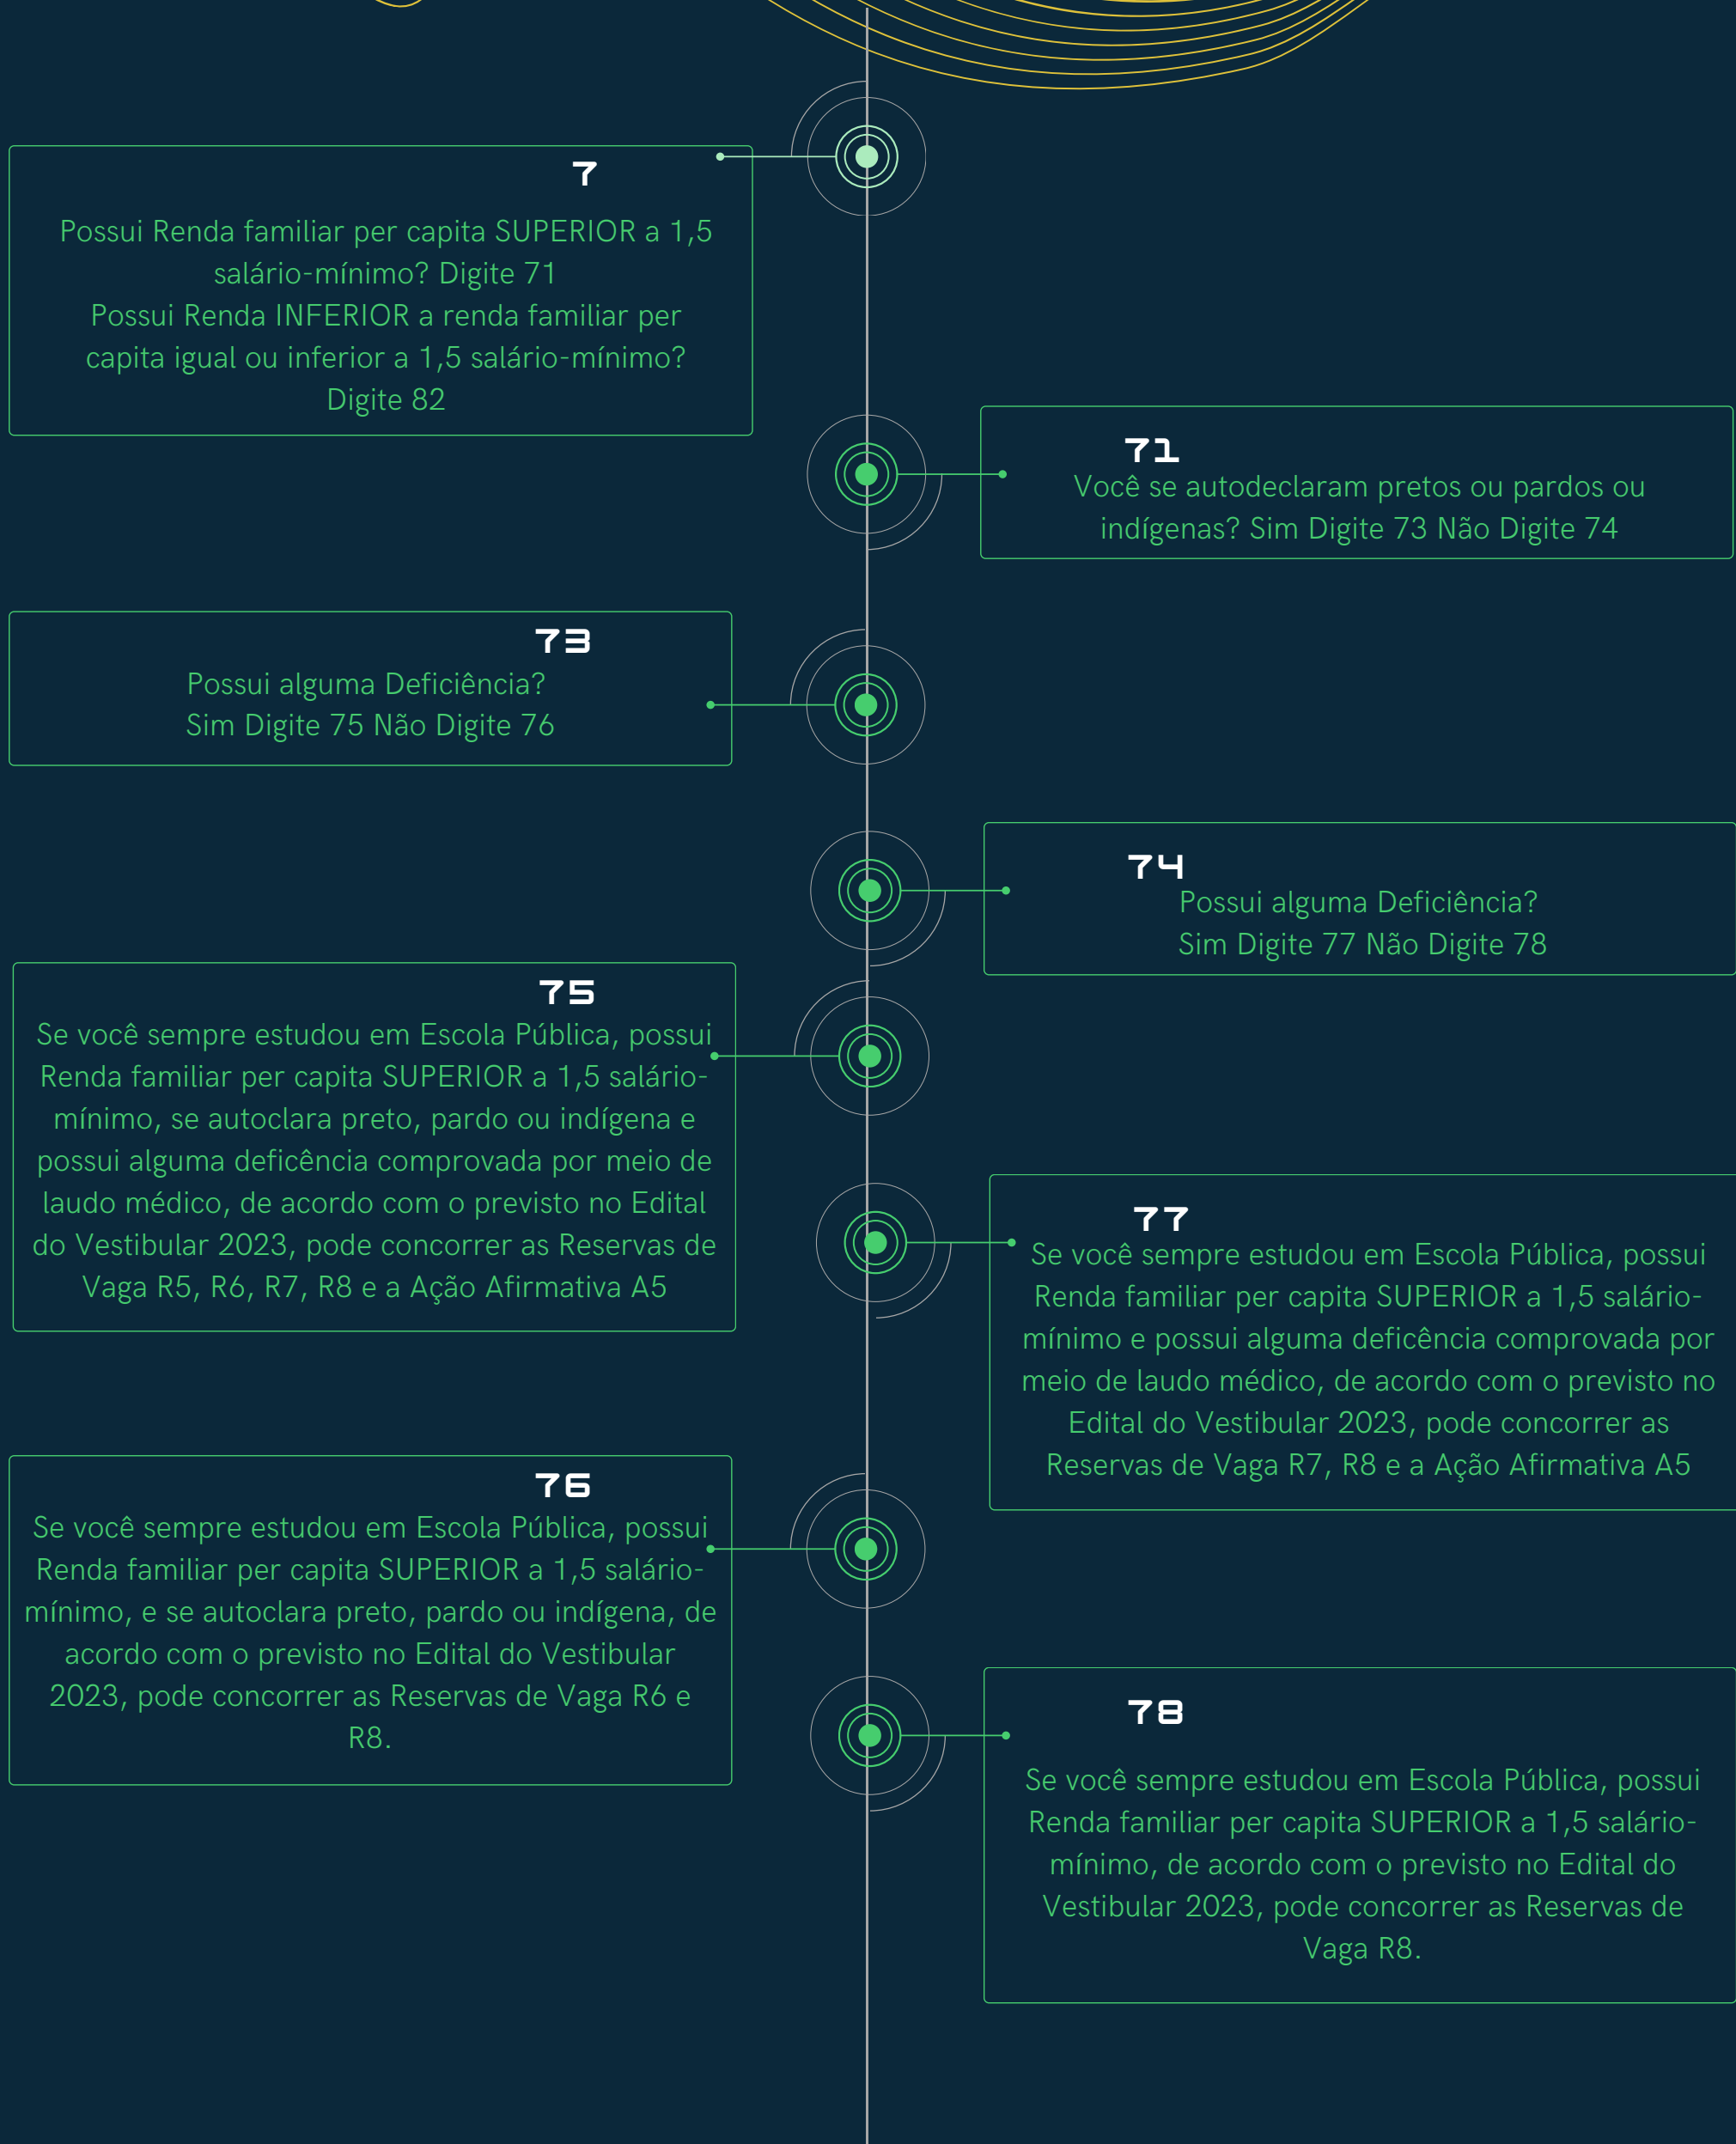 7
Possui Renda familiar per capita SUPERIOR a 1,5
salário-mínimo? Digite 71
Possui Renda INFERIOR a renda familiar per
capita igual ou inferior a 1,5 salário-mínimo?
Digite 82
71
Você se autodeclaram pretos ou pardos ou
indígenas? Sim Digite 73 Não Digite 74
73
Possui alguma Deficiência?
Sim Digite 75 Não Digite 76
74
Possui alguma Deficiência?
Sim Digite 77 Não Digite 78
75
Se você sempre estudou em Escola Pública, possui
Renda familiar per capita SUPERIOR a 1,5 salário-
mínimo, se autoclara preto, pardo ou indígena e
possui alguma deficência comprovada por meio de
laudo médico, de acordo com o previsto no Edital
do Vestibular 2023, pode concorrer as Reservas de
Vaga R5, R6, R7, R8 e a Ação Afirmativa A5
77
Se você sempre estudou em Escola Pública, possui
Renda familiar per capita SUPERIOR a 1,5 salário-
mínimo e possui alguma deficência comprovada por
meio de laudo médico, de acordo com o previsto no
Edital do Vestibular 2023, pode concorrer as
Reservas de Vaga R7, R8 e a Ação Afirmativa A5
76
Se você sempre estudou em Escola Pública, possui
Renda familiar per capita SUPERIOR a 1,5 salário-
mínimo, e se autoclara preto, pardo ou indígena, de
acordo com o previsto no Edital do Vestibular
2023, pode concorrer as Reservas de Vaga R6 e
R8.
78
Se você sempre estudou em Escola Pública, possui
Renda familiar per capita SUPERIOR a 1,5 salário-
mínimo, de acordo com o previsto no Edital do
Vestibular 2023, pode concorrer as Reservas de
Vaga R8.